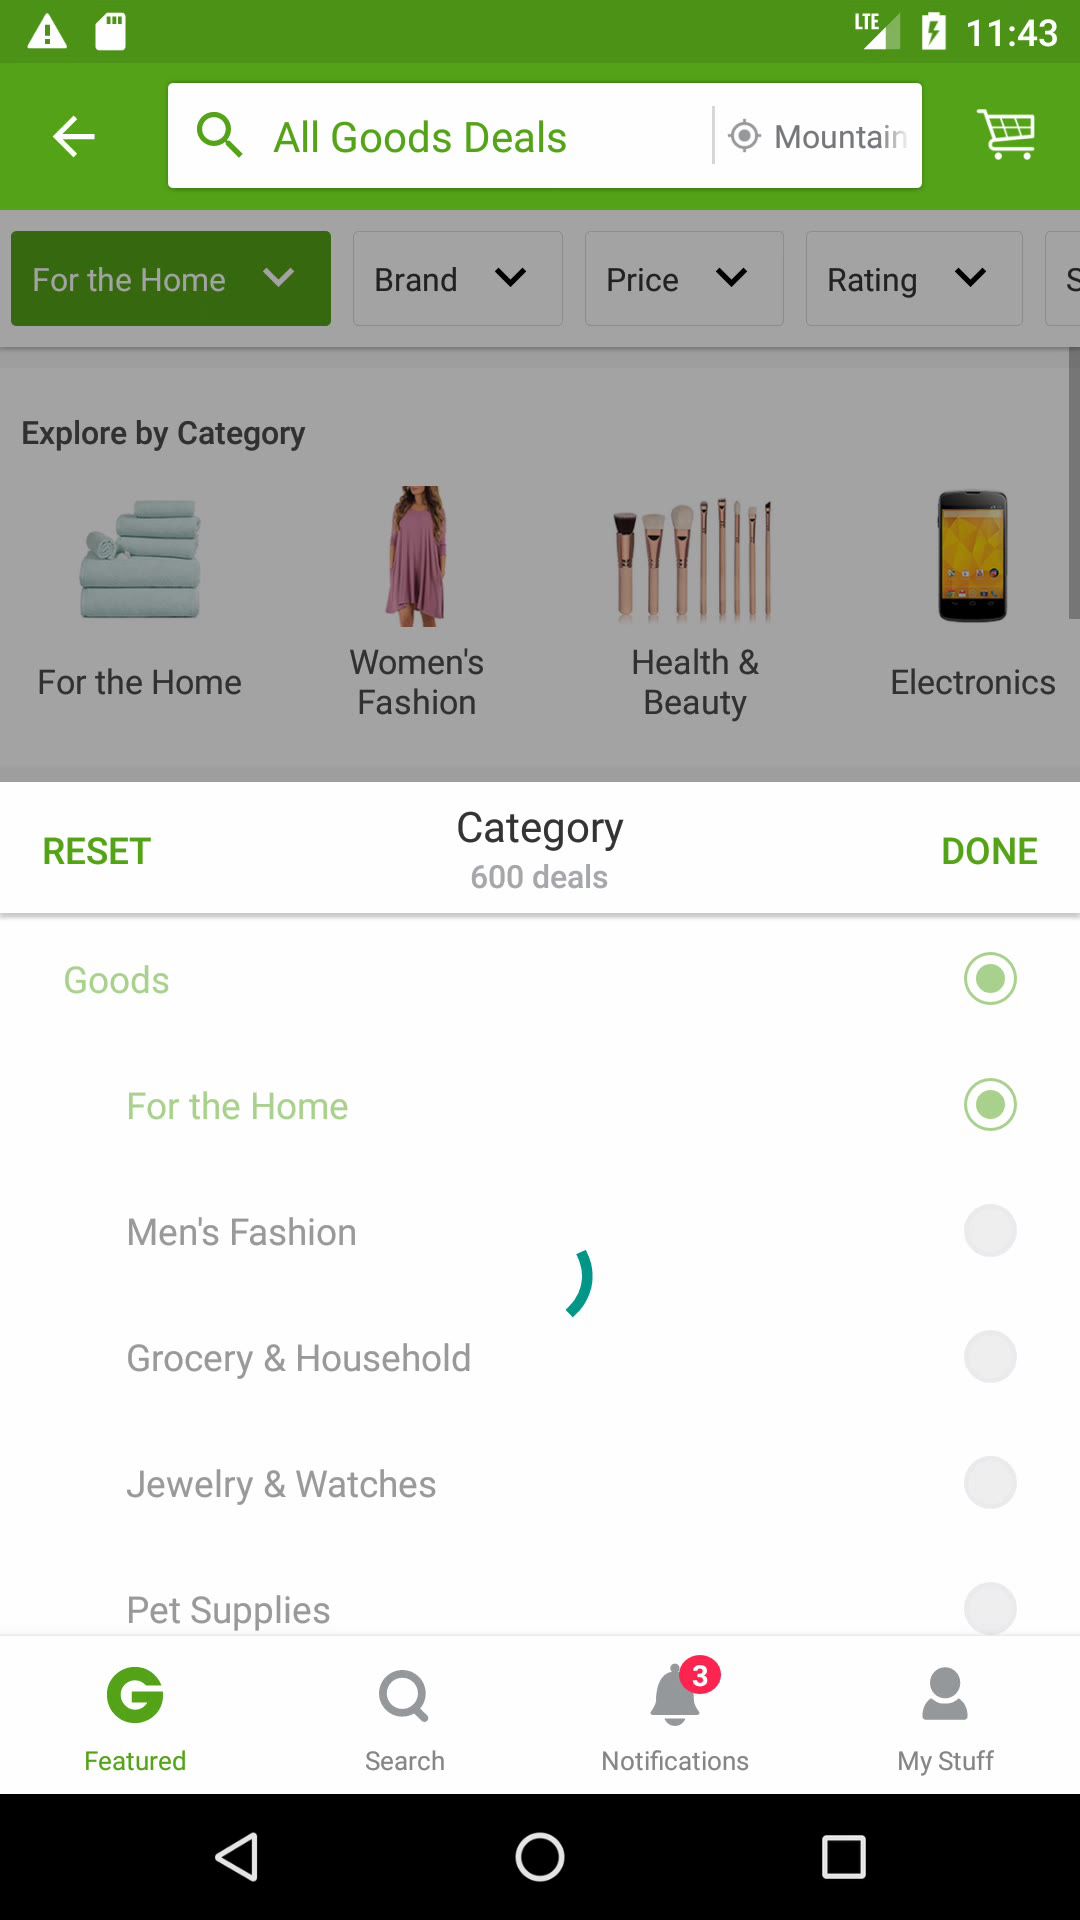 LTE 11:43
All Goods Deals Mountain
For the Home Brand Price Rating S
Explore by Category
For the Home
Women's
Fashion
Health &
Beauty
Electronics
RESET
Category
600 deals
DONE
Goods
For the Home
Men's Fashion
Grocery & Household
Jewelry & Watches
Pet Supplies
3
Featured Search Notifications My Stuff